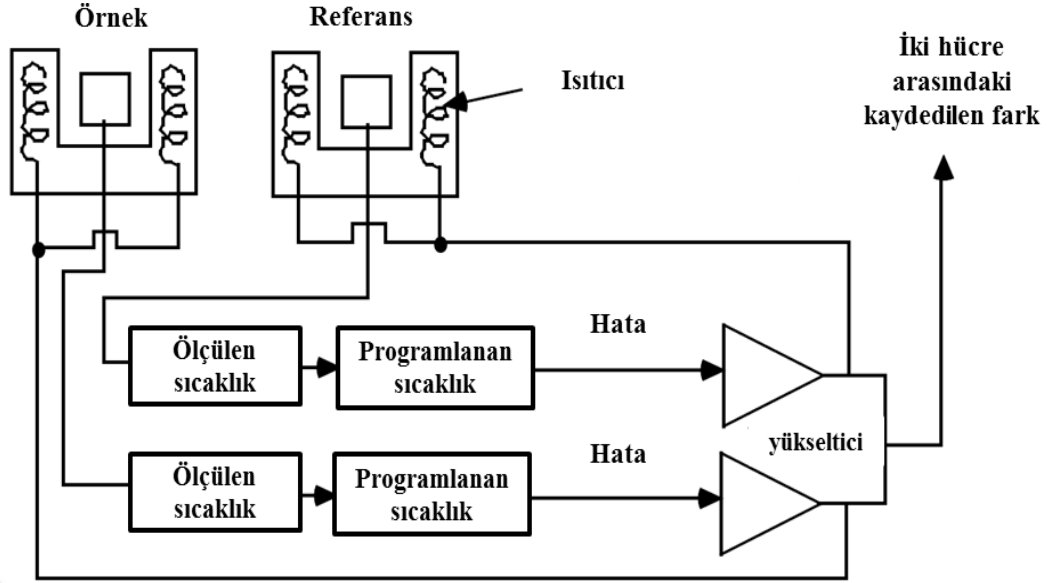 Örnek
Referans
Isıtıcı
İki hücre
arasındaki
kaydedilen fark
Ölçülen
sıcaklık
Programlanan
sıcaklık
Hata
yükseltici
Ölçülen
sıcaklık
Programlanan
sıcaklık
Hata